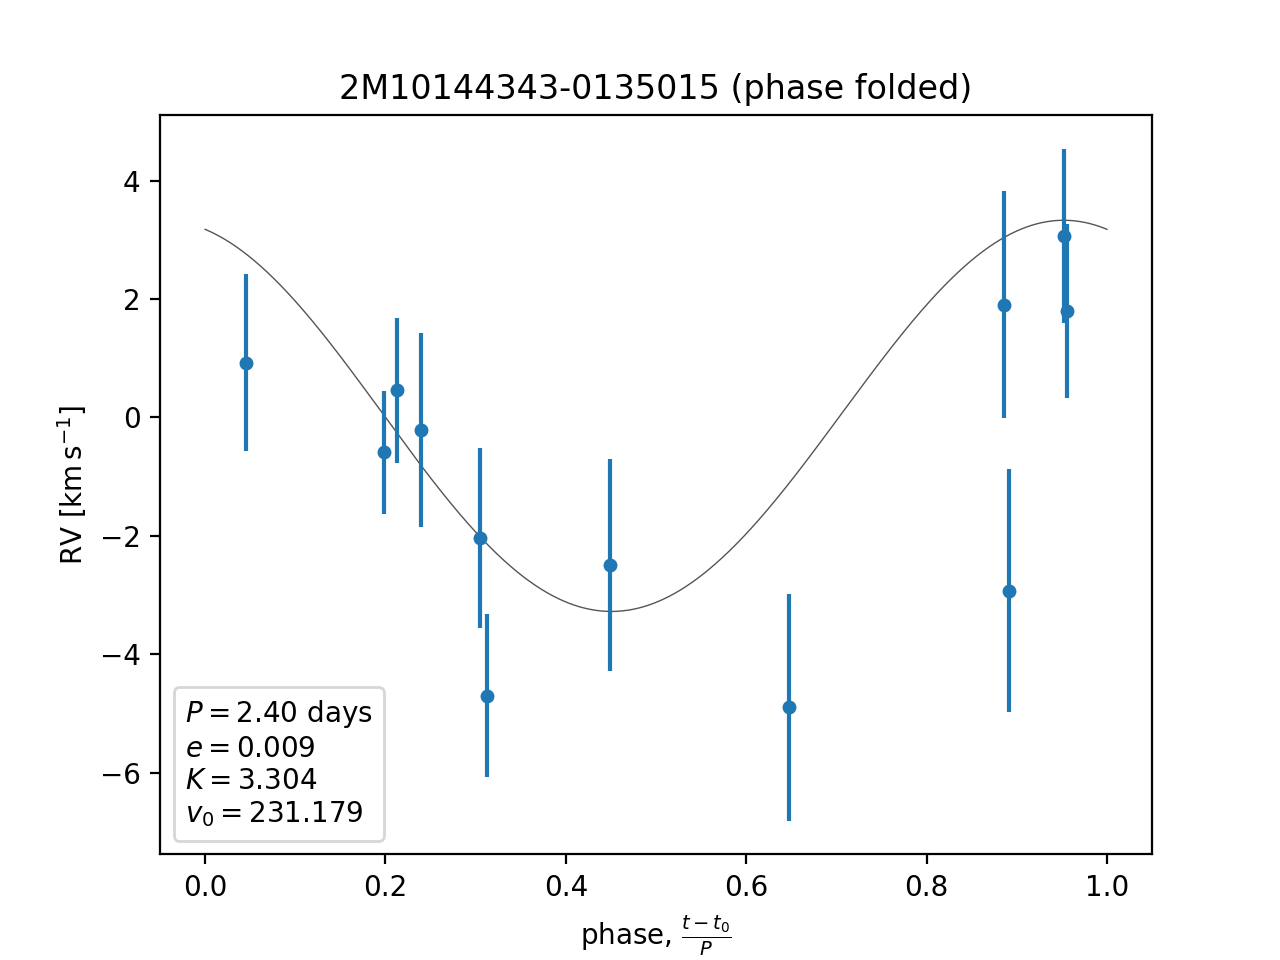 2M10144343-0135015 (phase folded)
RV [km s⁻¹]
4
2
0
−2
−4
−6
P = 2.40 days
e = 0.009
K = 3.304
v₀ = 231.179
0.0 0.2 0.4 0.6 0.8 1.0
phase, (t − t₀)/P